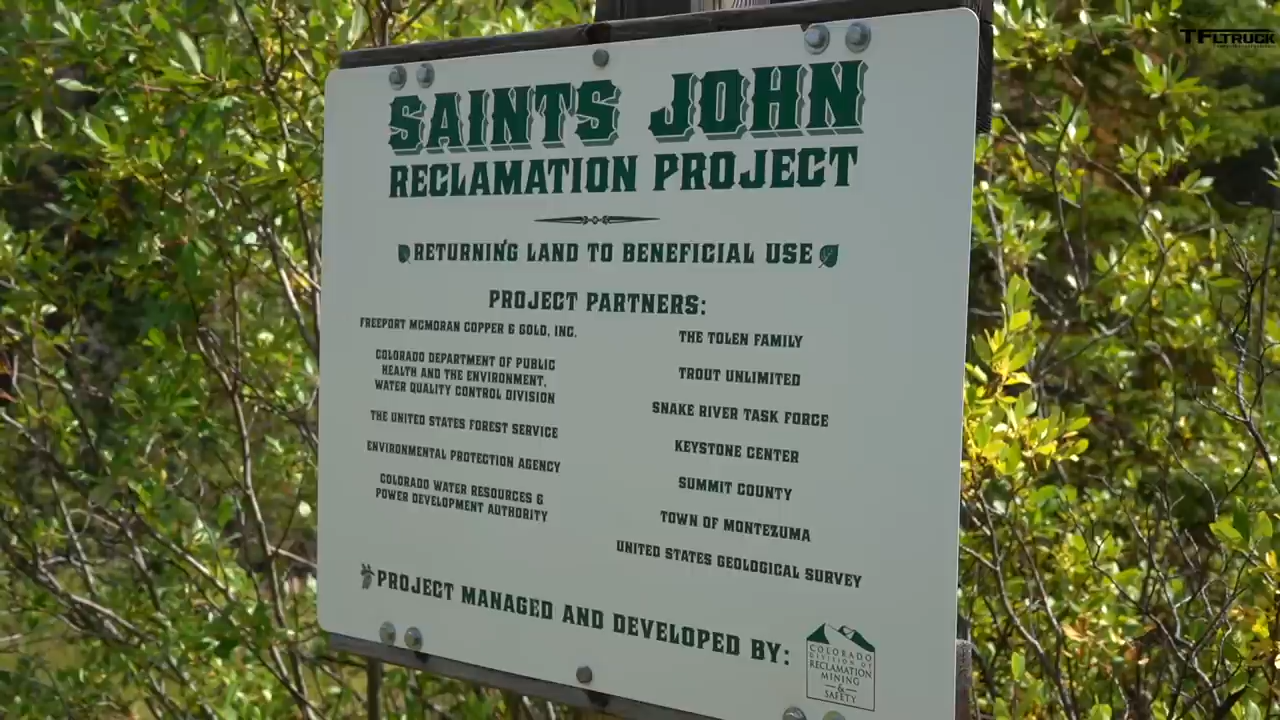 TFLTRUCK
SAINTS JOHN
RECLAMATION PROJECT
RETURNING LAND TO BENEFICIAL USE
PROJECT PARTNERS:
FREEPORT MCMORAN COPPER & GOLD, INC.
COLORADO DEPARTMENT OF PUBLIC
HEALTH AND THE ENVIRONMENT,
WATER QUALITY CONTROL DIVISION
THE UNITED STATES FOREST SERVICE
ENVIRONMENTAL PROTECTION AGENCY
COLORADO WATER RESOURCES &
POWER DEVELOPMENT AUTHORITY
THE TOLEN FAMILY
TROUT UNLIMITED
SNAKE RIVER TASK FORCE
KEYSTONE CENTER
SUMMIT COUNTY
TOWN OF MONTEZUMA
UNITED STATES GEOLOGICAL SURVEY
PROJECT MANAGED AND DEVELOPED BY:
COLORADO
DIVISION OF
RECLAMATION
MINING
&
SAFETY